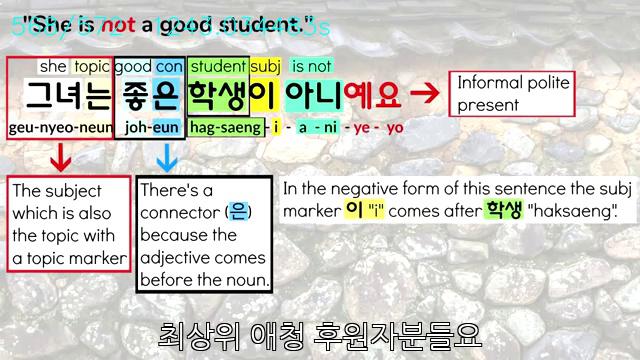 "She is not a good student."
she topic good con student subj is not
그녀는 좋은 학생이 아니예요
geu-nyeo-neun joh-eun hag-saeng - i - a - ni - ye - yo
Informal polite
present
The subject
which is also
the topic with
a topic marker
There's a
connector (은)
because the
adjective comes
before the noun.
In the negative form of this sentence the subj
marker 이 "i" comes after 학생 "haksaeng".
최상위 애청 후원자분들요